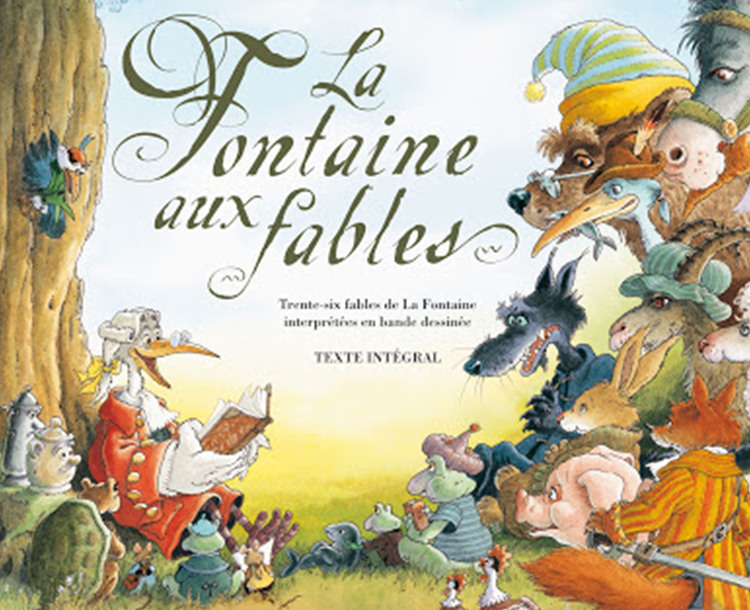 La
Fontaine
aux fables
Trente-six fables de La Fontaine
interprétées en bande dessinée
TEXTE INTÉGRAL